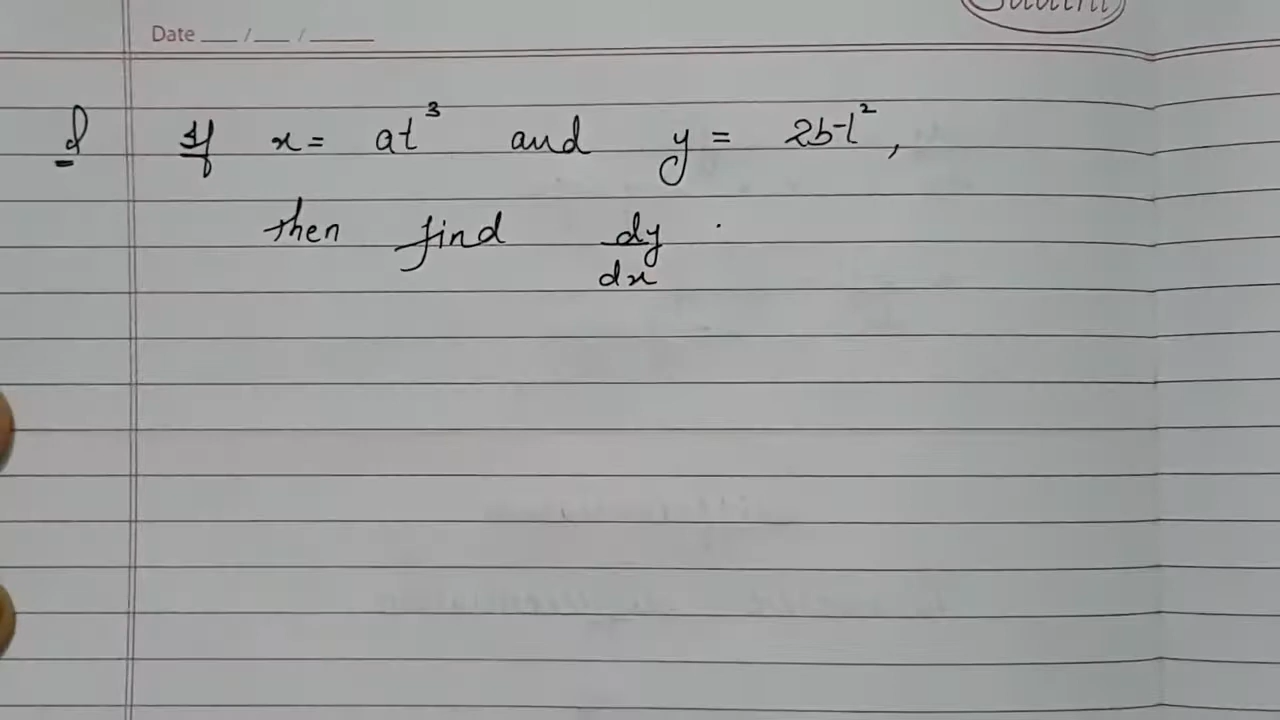 Date ___ / ___ / _____
Q If x = at³ and y = 2bt²,
then find dy/dx .